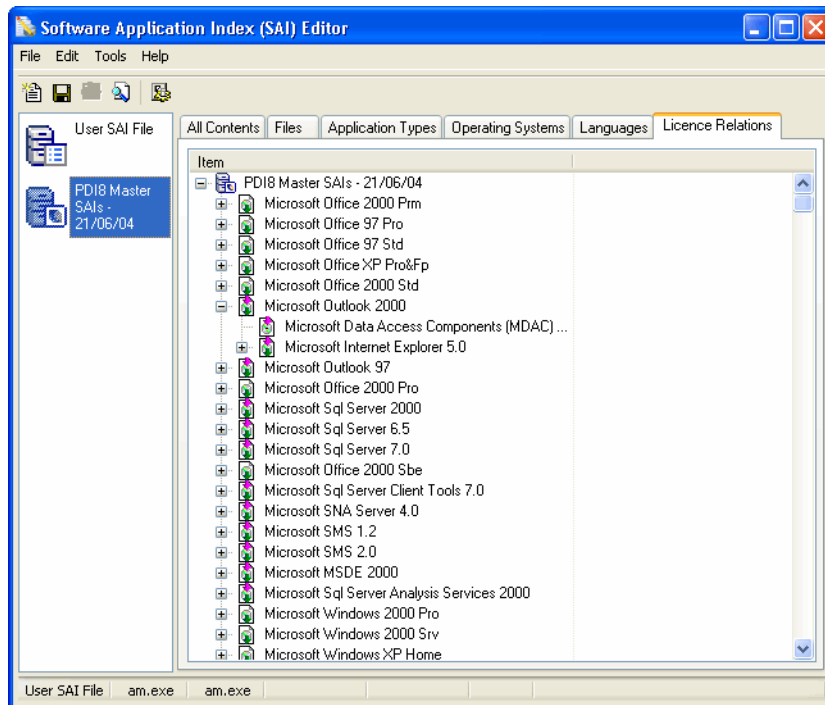 Software Application Index (SAI) Editor
File Edit Tools Help
User SAI File
PDI8 Master
SAIs -
21/06/04
All Contents Files Application Types Operating Systems Languages Licence Relations
Item
PDI8 Master SAIs - 21/06/04
Microsoft Office 2000 Prm
Microsoft Office 97 Pro
Microsoft Office 97 Std
Microsoft Office XP Pro&Fp
Microsoft Office 2000 Std
Microsoft Outlook 2000
Microsoft Data Access Components (MDAC) ...
Microsoft Internet Explorer 5.0
Microsoft Outlook 97
Microsoft Office 2000 Pro
Microsoft Sql Server 2000
Microsoft Sql Server 6.5
Microsoft Sql Server 7.0
Microsoft Office 2000 Sbe
Microsoft Sql Server Client Tools 7.0
Microsoft SNA Server 4.0
Microsoft SMS 1.2
Microsoft SMS 2.0
Microsoft MSDE 2000
Microsoft Sql Server Analysis Services 2000
Microsoft Windows 2000 Pro
Microsoft Windows 2000 Srv
Microsoft Windows XP Home
User SAI File am.exe am.exe